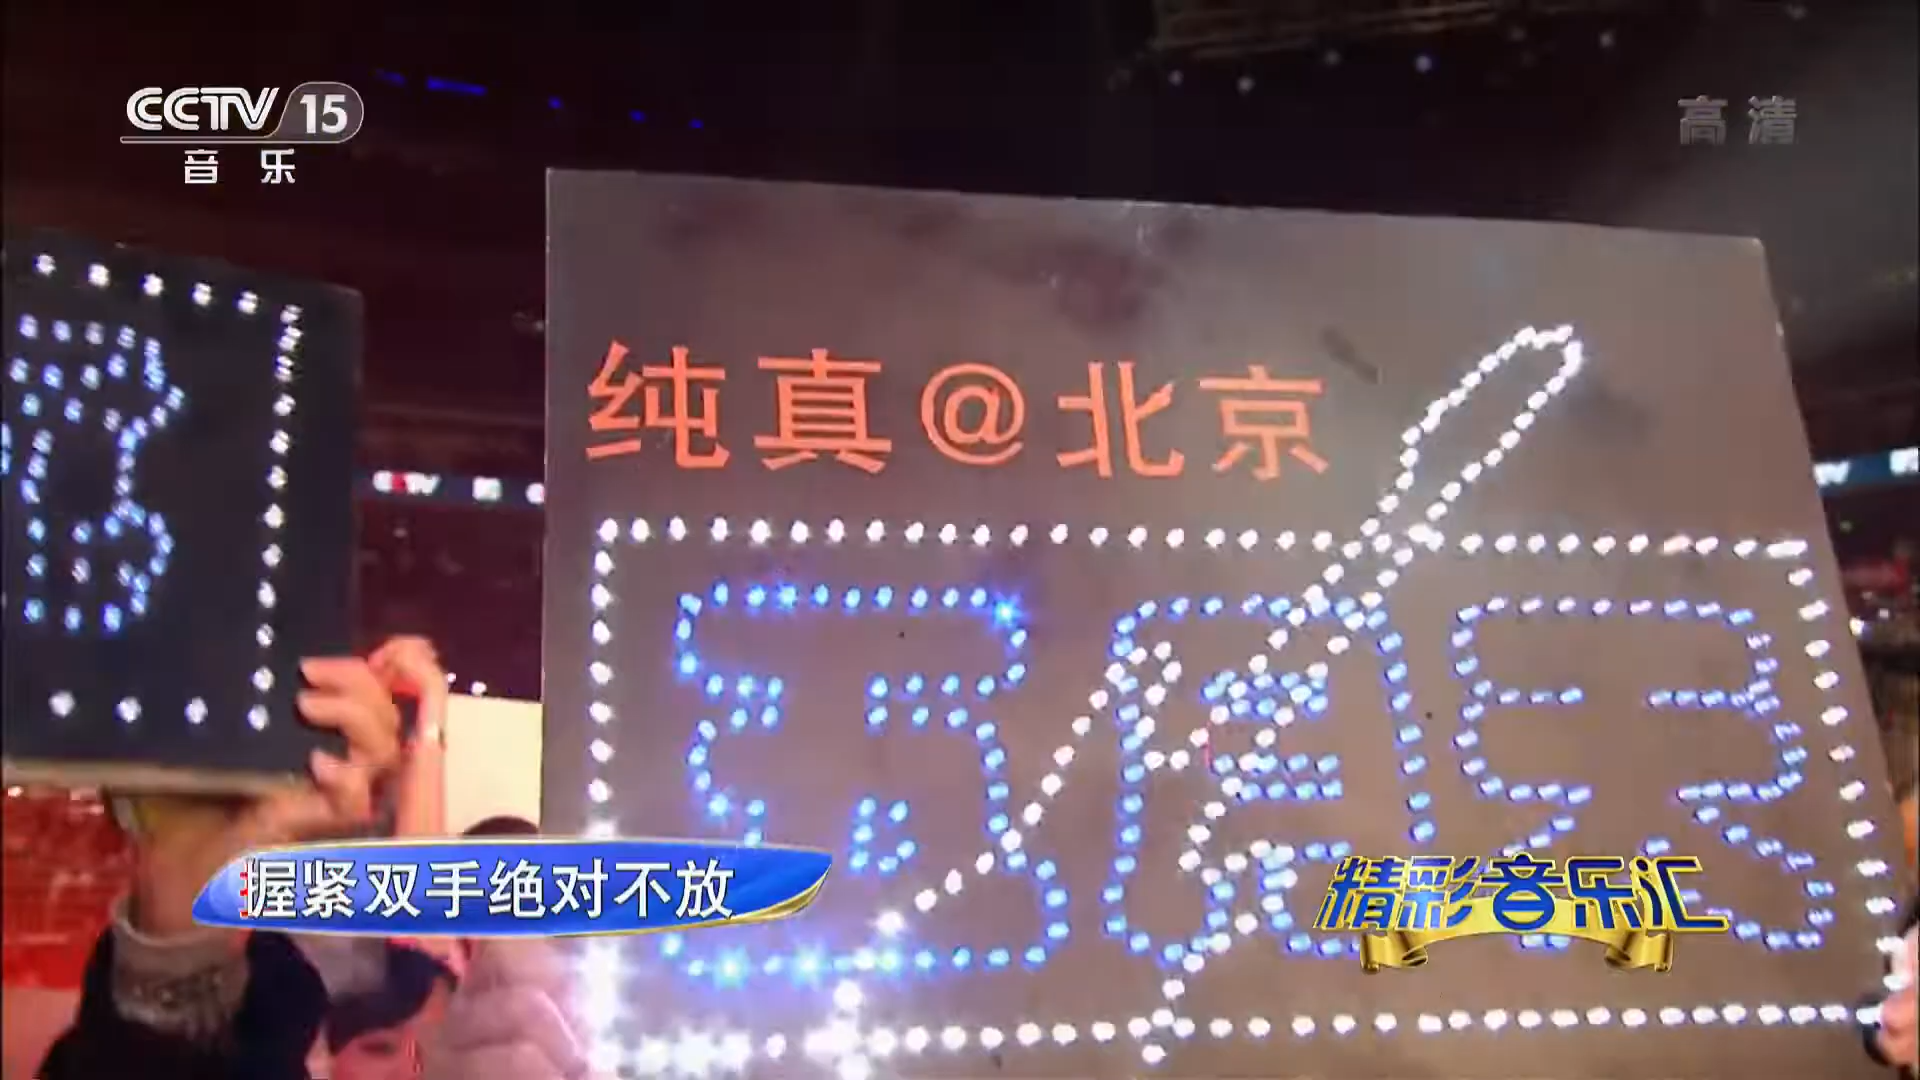 CCTV 15
音乐
高清
纯真@北京
握紧双手绝对不放
精彩音乐汇